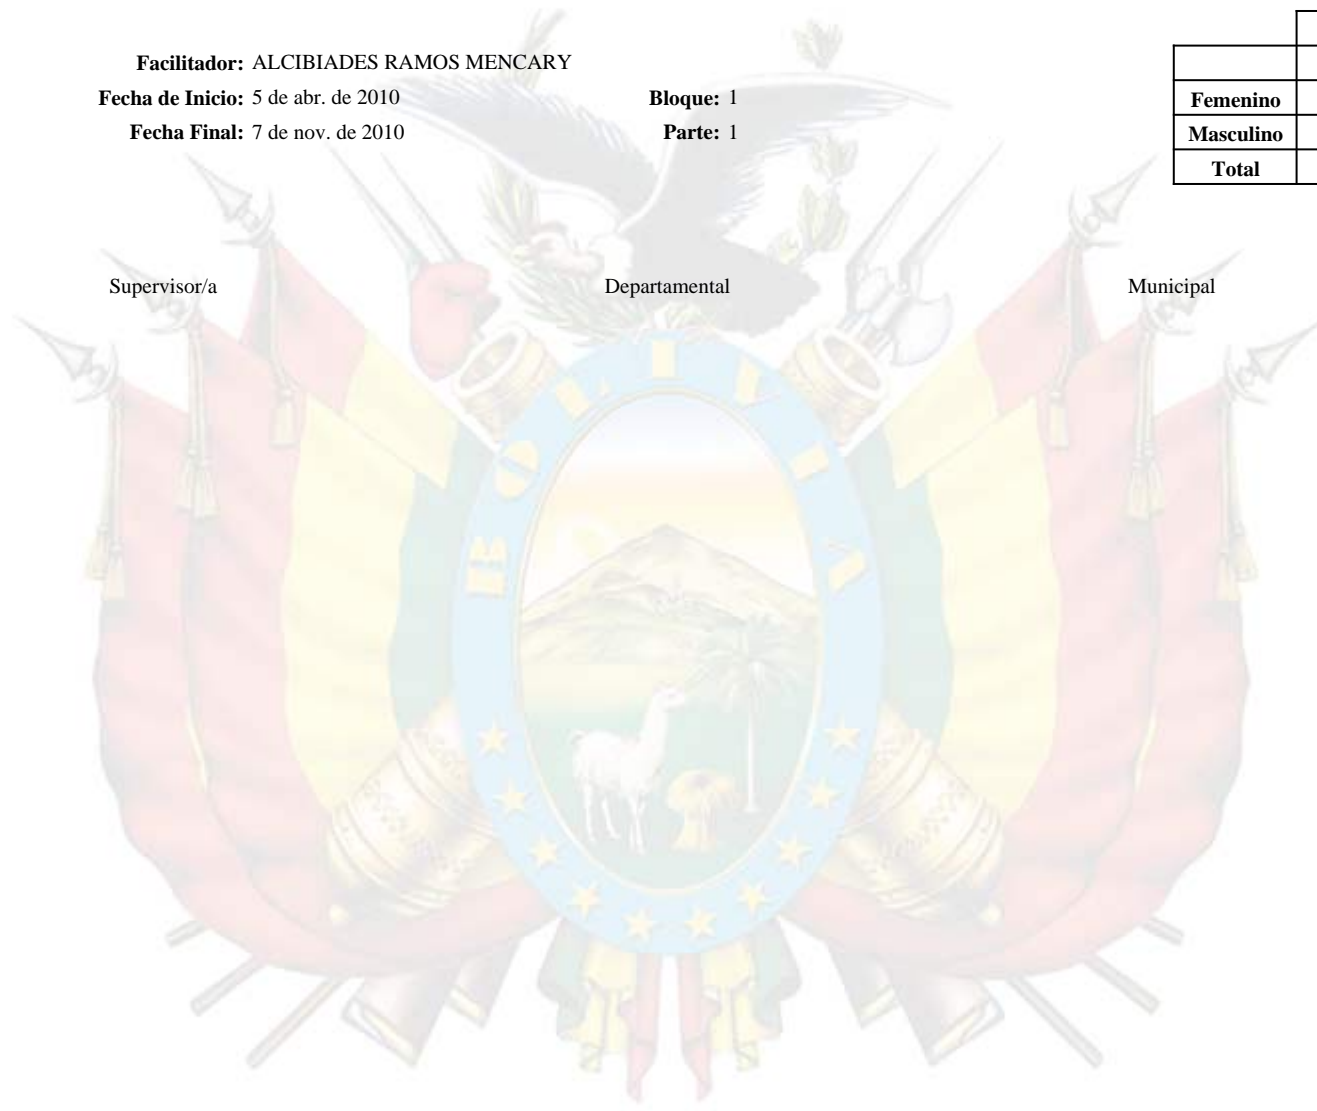 Facilitador: ALCIBIADES RAMOS MENCARY
Fecha de Inicio: 5 de abr. de 2010 Bloque: 1
Fecha Final: 7 de nov. de 2010 Parte: 1
Femenino
Masculino
Total
Supervisor/a Departamental Municipal
BOLIVIA